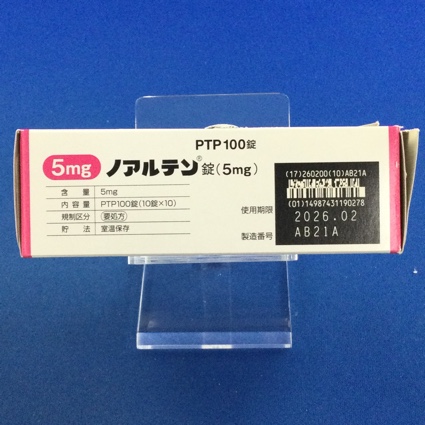 PTP100錠
5mg ノアルテン®錠(5mg)
含量 5mg
内容量 PTP100錠(10錠×10)
規制区分 要処方
貯法 室温保存
使用期限
製造番号
(17)260200(10)AB21A
(01)14987431190278
2026.02
AB21A